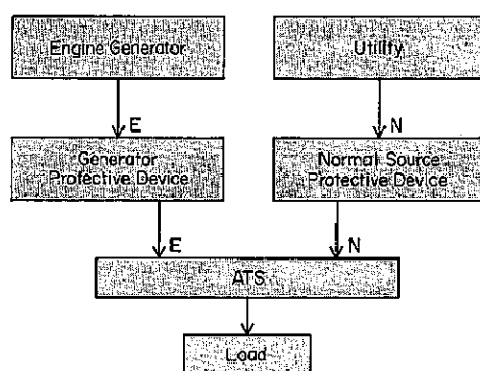 Engine Generator
Utility
E
N
Generator
Protective Device
Normal Source
Protective Device
E
N
ATS
Load